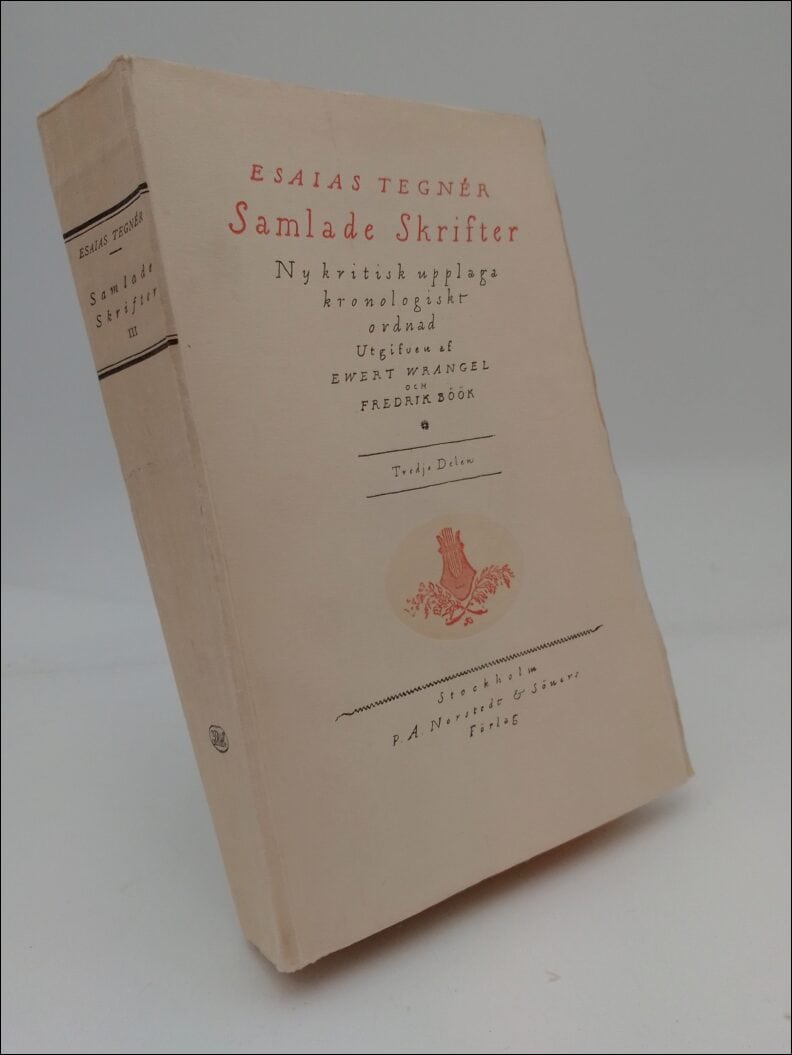 ESAIAS TEGNÉR
Samlade
Skrifter
III
ESAIAS TEGNÉR
Samlade Skrifter
Ny kritisk upplaga
kronologiskt
ordnad
Utgifven af
EWERT WRANGEL
OCH
FREDRIK BÖÖK
Tredje Delen
Stockholm
P. A. Norstedt & Söners
Förlag